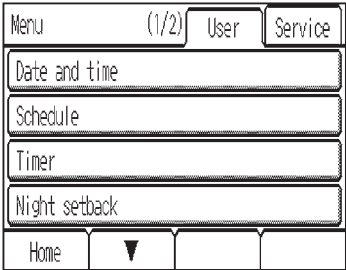 Menu (1/2) User Service
Date and time
Schedule
Timer
Night setback
Home ▼